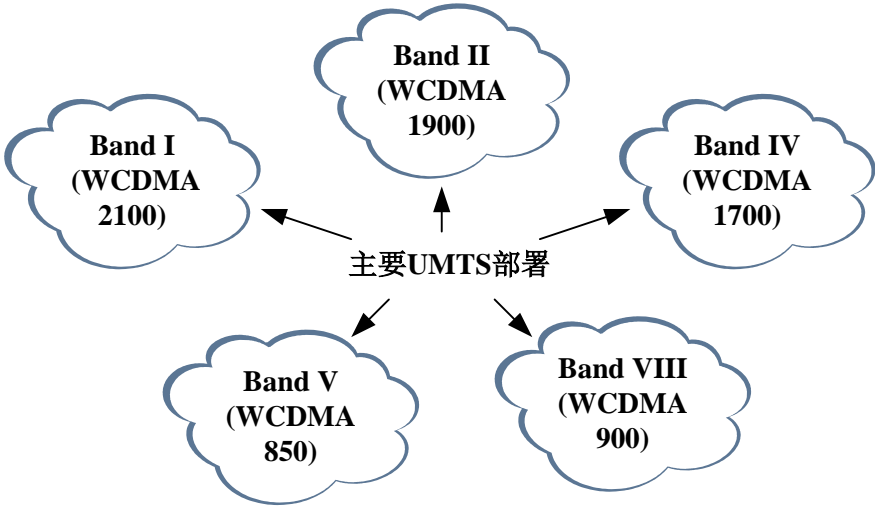 Band II
(WCDMA
1900)
Band I
(WCDMA
2100)
Band IV
(WCDMA
1700)
主要UMTS部署
Band V
(WCDMA
850)
Band VIII
(WCDMA
900)